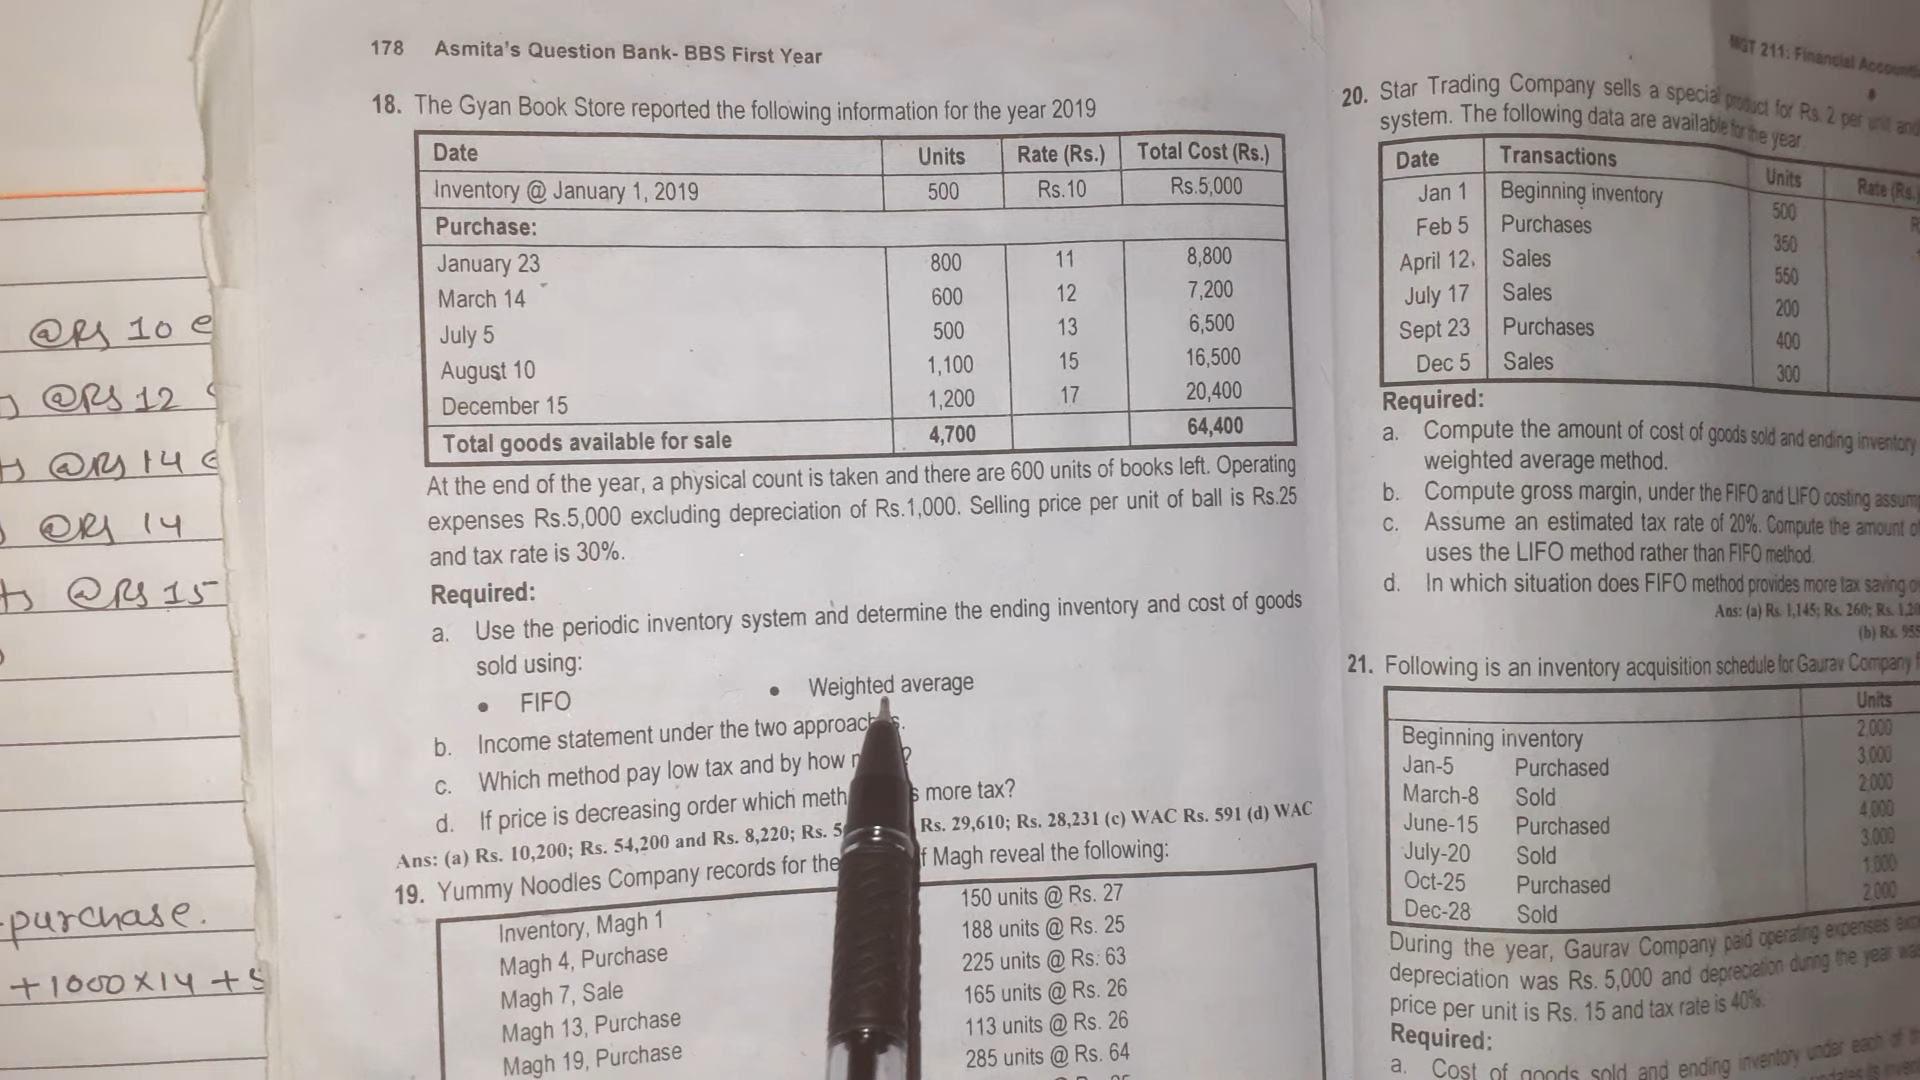 178 Asmita's Question Bank- BBS First Year
18. The Gyan Book Store reported the following information for the year 2019
Date Units Rate (Rs.) Total Cost (Rs.)
Inventory @ January 1, 2019 500 Rs.10 Rs.5,000
Purchase:
January 23 800 11 8,800
March 14 600 12 7,200
July 5 500 13 6,500
August 10 1,100 15 16,500
December 15 1,200 17 20,400
Total goods available for sale 4,700 64,400
At the end of the year, a physical count is taken and there are 600 units of books left. Operating
expenses Rs.5,000 excluding depreciation of Rs.1,000. Selling price per unit of ball is Rs.25
and tax rate is 30%.
Required:
a. Use the periodic inventory system and determine the ending inventory and cost of goods
sold using:
• FIFO • Weighted average
b. Income statement under the two
c. Which method pay low tax and by how
d. If price is decreasing order which more tax?
Ans: (a) Rs. 10,200; Rs. 54,200 and Rs. 8,220; Rs. Rs. 29,610; Rs. 28,231 (c) WAC Rs. 591 (d) WAC
19. Yummy Noodles Company records for the Magh reveal the following:
Inventory, Magh 1 150 units @ Rs. 27
Magh 4, Purchase 188 units @ Rs. 25
Magh 7, Sale 225 units @ Rs. 63
Magh 13, Purchase 165 units @ Rs. 26
Magh 19, Purchase 113 units @ Rs. 26
285 units @ Rs. 64
MGT 211: Financial
20. Star Trading Company sells a special product for Rs. 2 per unit and
system. The following data are available for the year
Date Transactions Units Rate (Rs.)
Jan 1 Beginning inventory 500
Feb 5 Purchases 350
April 12, Sales 550
July 17 Sales 200
Sept 23 Purchases 400
Dec 5 Sales 300
Required:
a. Compute the amount of cost of goods sold and ending inventory
weighted average method.
b. Compute gross margin, under the FIFO and LIFO costing
c. Assume an estimated tax rate of 20%. Compute the amount
uses the LIFO method rather than FIFO method.
d. In which situation does FIFO method provides more tax saving
Ans: (a) Rs. 1,145; Rs. 260; Rs.
(b) Rs. 955
21. Following is an inventory acquisition schedule for Gaurav Company
Units
Beginning inventory 2,000
Jan-5 Purchased 3,000
March-8 Sold 2,000
June-15 Purchased 4,000
July-20 Sold 3,000
Oct-25 Purchased 1,000
Dec-28 Sold 2,000
During the year, Gaurav Company paid operating expenses
depreciation was Rs. 5,000 and depreciation during the year
price per unit is Rs. 15 and tax rate is 40%.
Required:
a. Cost of goods sold and ending inventory under each of
@Rs 10
@Rs 12
@Rs 14
@Rs 14
@Rs 15
purchase.
+1000×14 +